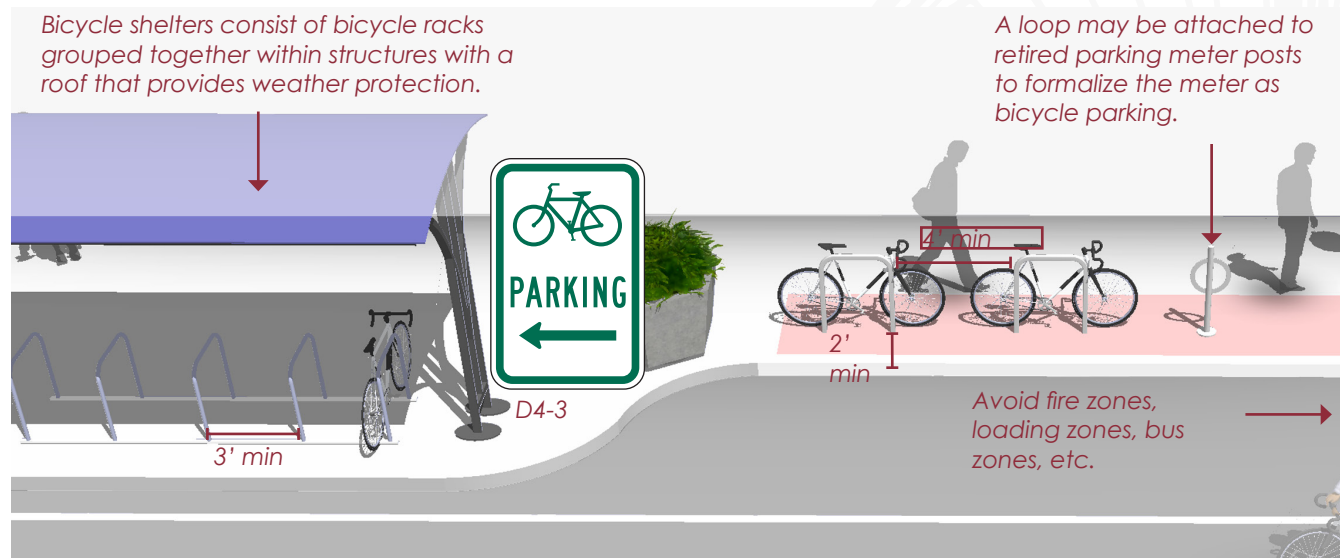 Bicycle shelters consist of bicycle racks
grouped together within structures with a
roof that provides weather protection.
A loop may be attached to
retired parking meter posts
to formalize the meter as
bicycle parking.
4' min
PARKING
2'
min
D4-3
Avoid fire zones,
loading zones, bus
zones, etc.
3' min